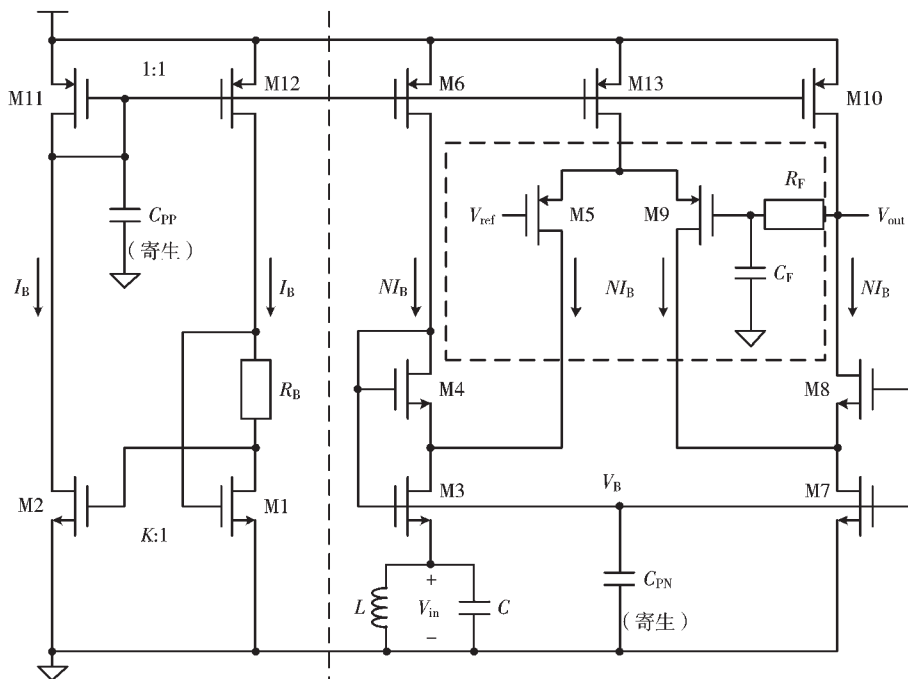 1:1
M11
M12
M6
M13
M10
C_PP
(寄生)
V_ref
M5
M9
R_F
V_out
C_F
I_B
I_B
NI_B
NI_B
NI_B
R_B
M4
M8
M2
M1
K:1
M3
V_B
M7
L
+
V_in
−
C
C_PN
(寄生)